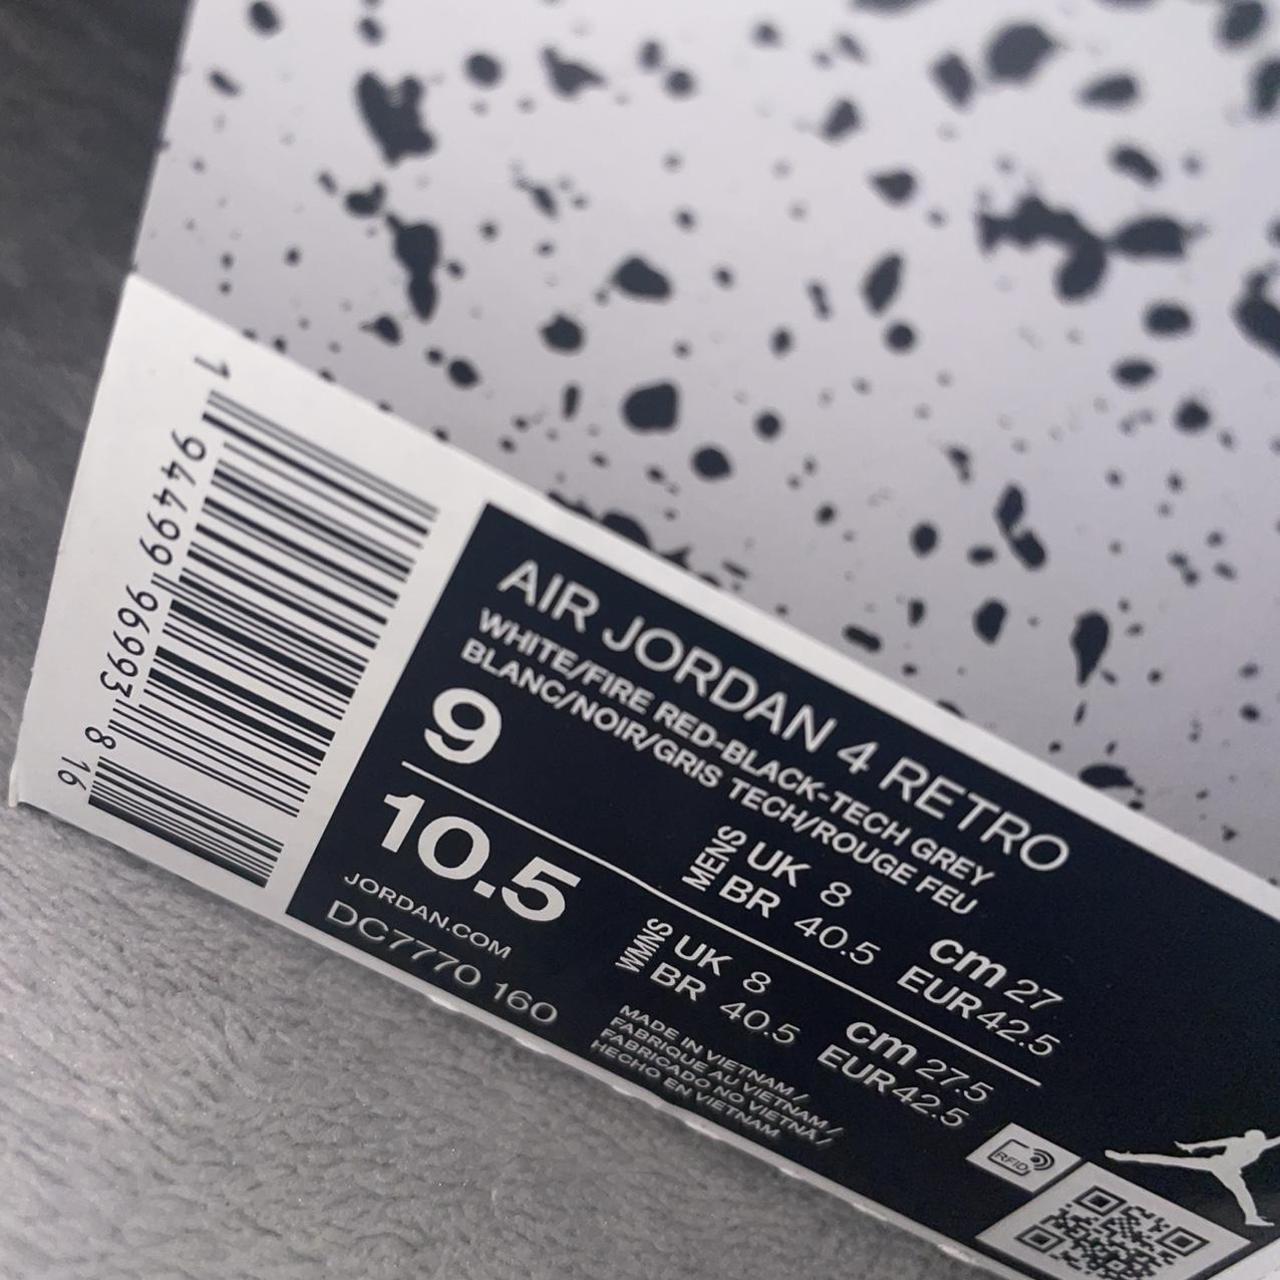 1 94499 96993 8 16
AIR JORDAN 4 RETRO
WHITE/FIRE RED-BLACK-TECH GREY
BLANC/NOIR/GRIS TECH/ROUGE FEU
9
MENS
UK 8
BR 40.5
cm 27
EUR 42.5
10.5
WMNS
UK 8
BR 40.5
cm 27.5
EUR 42.5
JORDAN.COM
DC7770 160
MADE IN VIETNAM/
FABRIQUE AU VIETNAM/
FABRICADO NO VIETNÃ/
HECHO EN VIETNAM
RFID